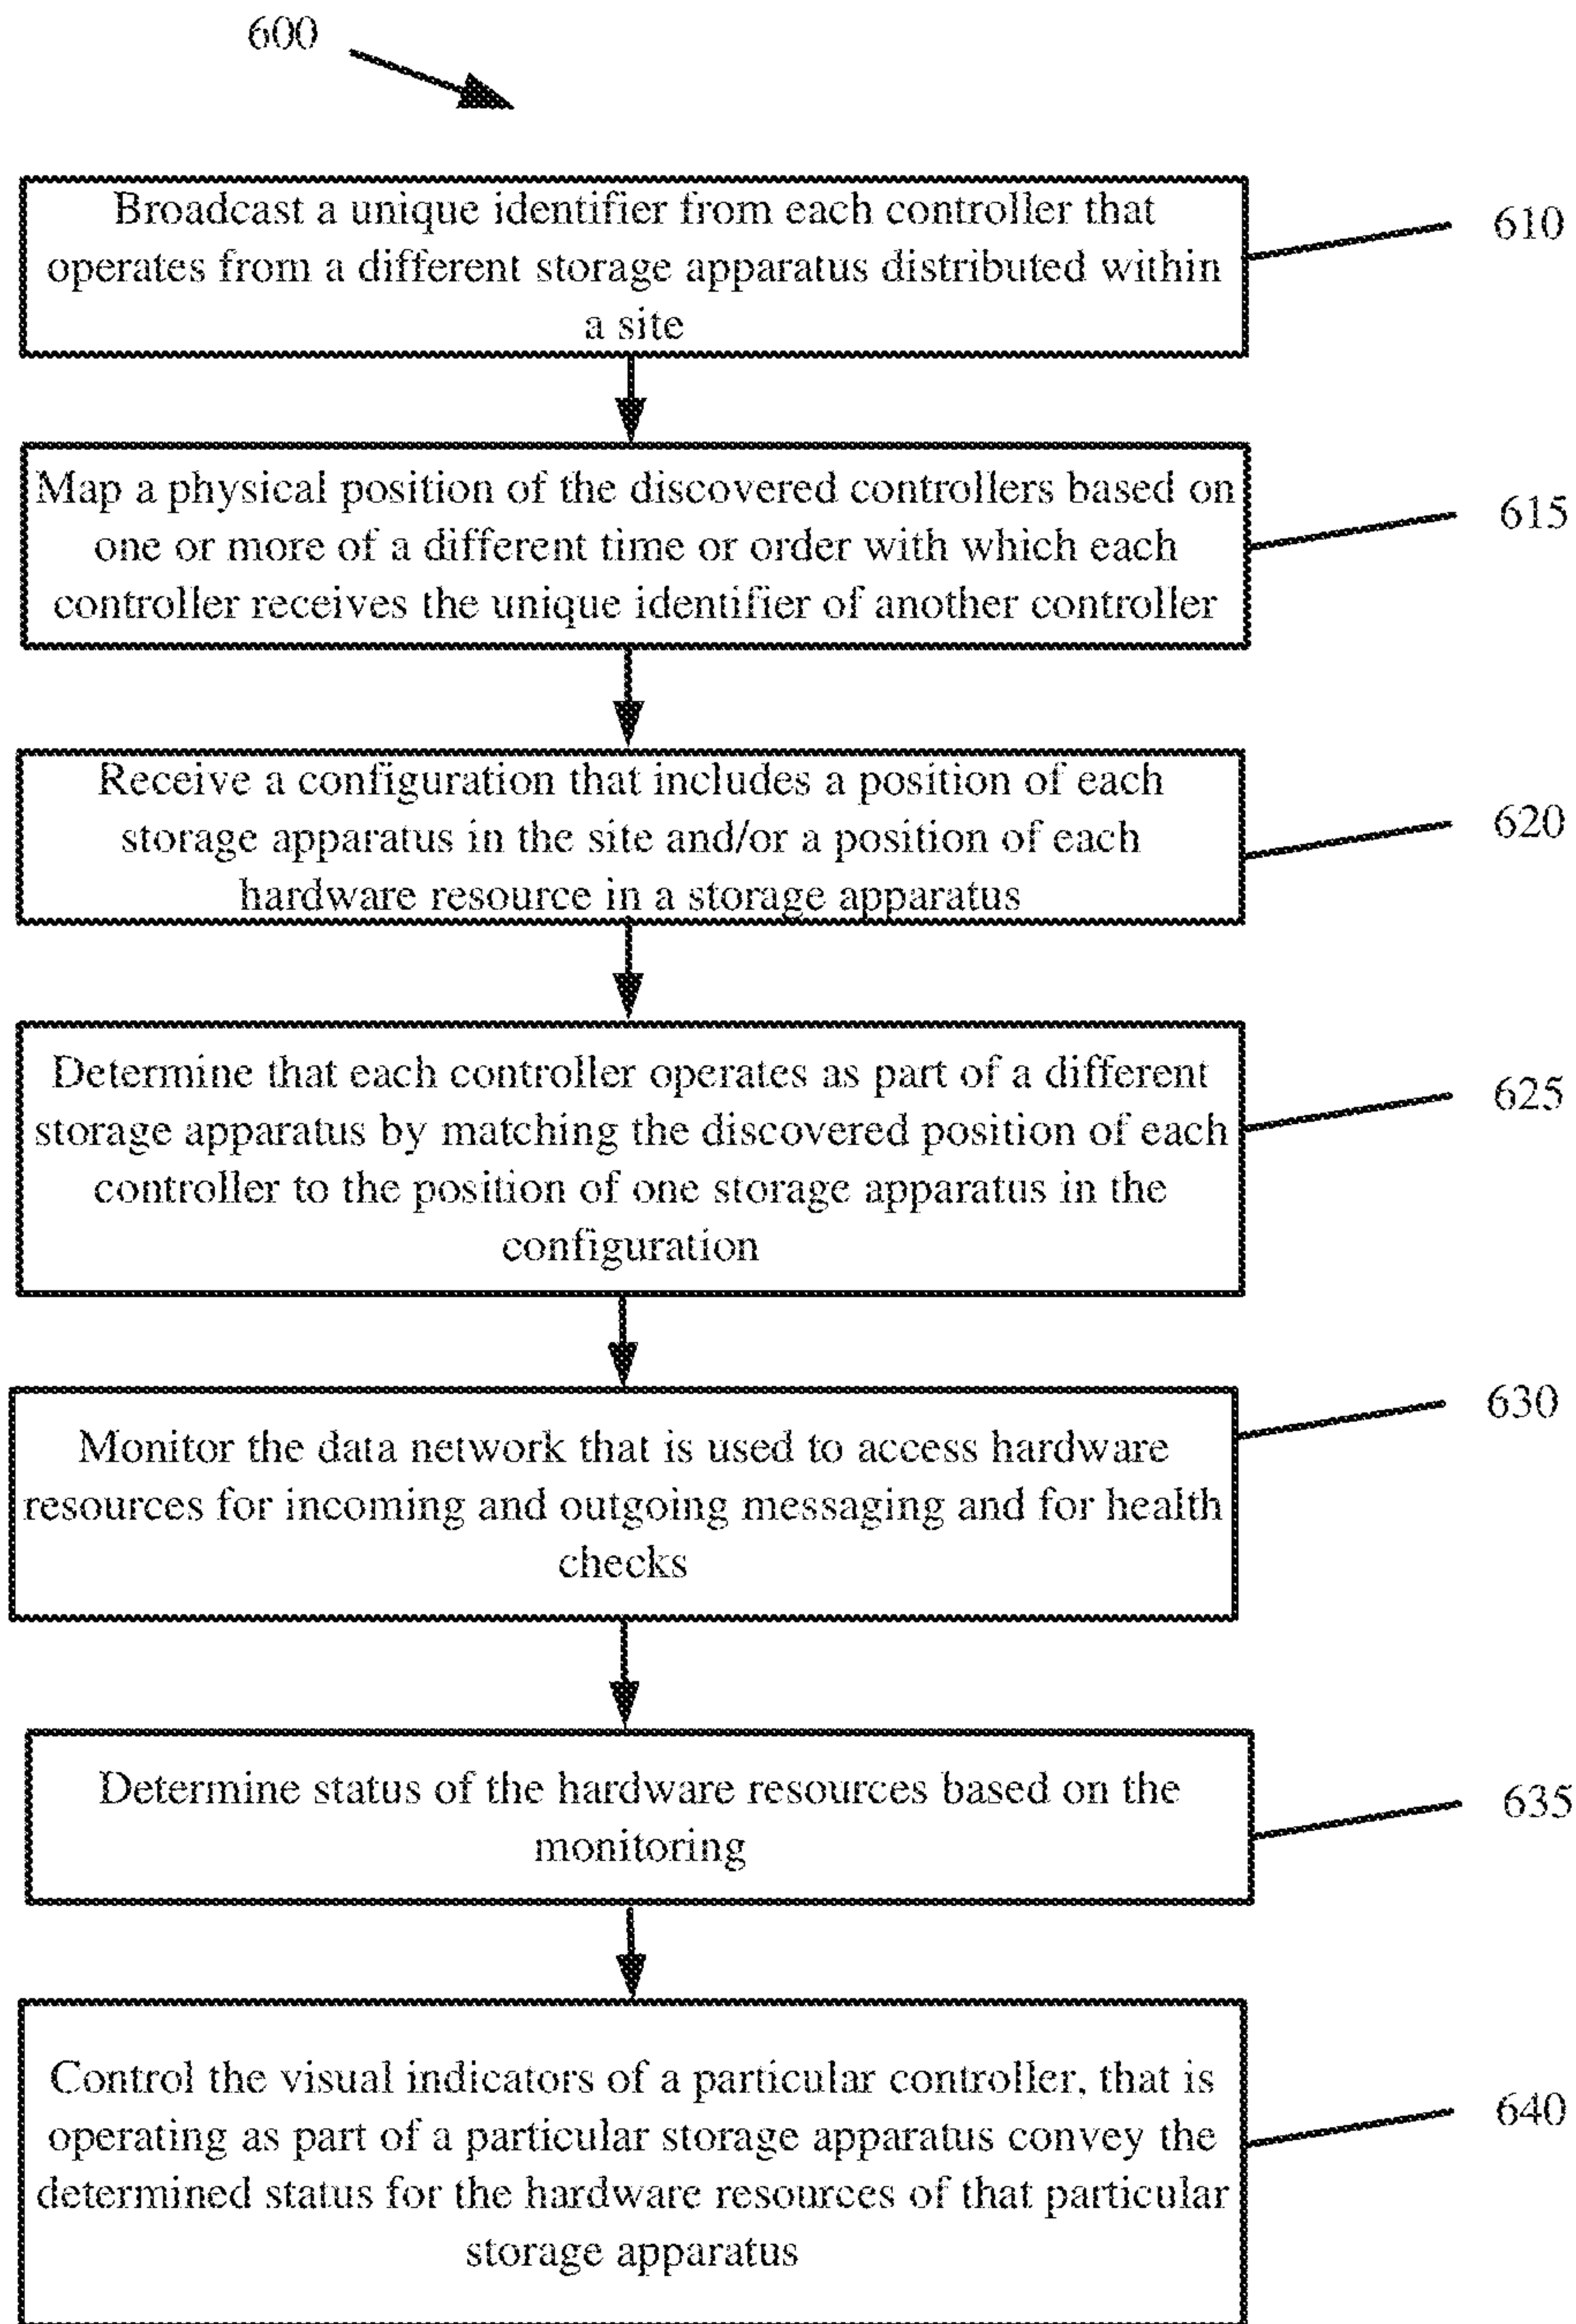 600
Broadcast a unique identifier from each controller that
operates from a different storage apparatus distributed within
a site
610
Map a physical position of the discovered controllers based on
one or more of a different time or order with which each
controller receives the unique identifier of another controller
615
Receive a configuration that includes a position of each
storage apparatus in the site and/or a position of each
hardware resource in a storage apparatus
620
Determine that each controller operates as part of a different
storage apparatus by matching the discovered position of each
controller to the position of one storage apparatus in the
configuration
625
Monitor the data network that is used to access hardware
resources for incoming and outgoing messaging and for health
checks
630
Determine status of the hardware resources based on the
monitoring
635
Control the visual indicators of a particular controller, that is
operating as part of a particular storage apparatus convey the
determined status for the hardware resources of that particular
storage apparatus
640